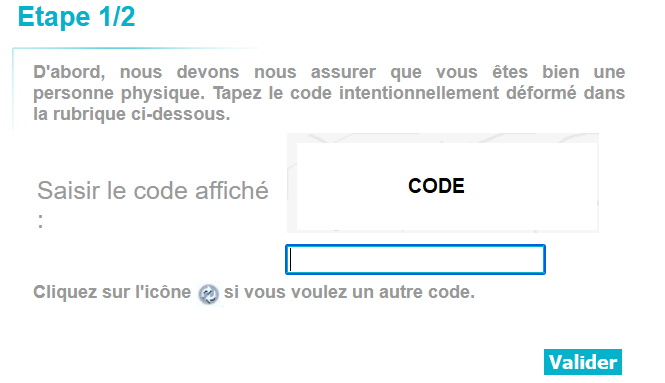 Etape 1/2
D'abord, nous devons nous assurer que vous êtes bien une
personne physique. Tapez le code intentionnellement déformé dans
la rubrique ci-dessous.
Saisir le code affiché
:
CODE
Cliquez sur l'icône si vous voulez un autre code.
Valider